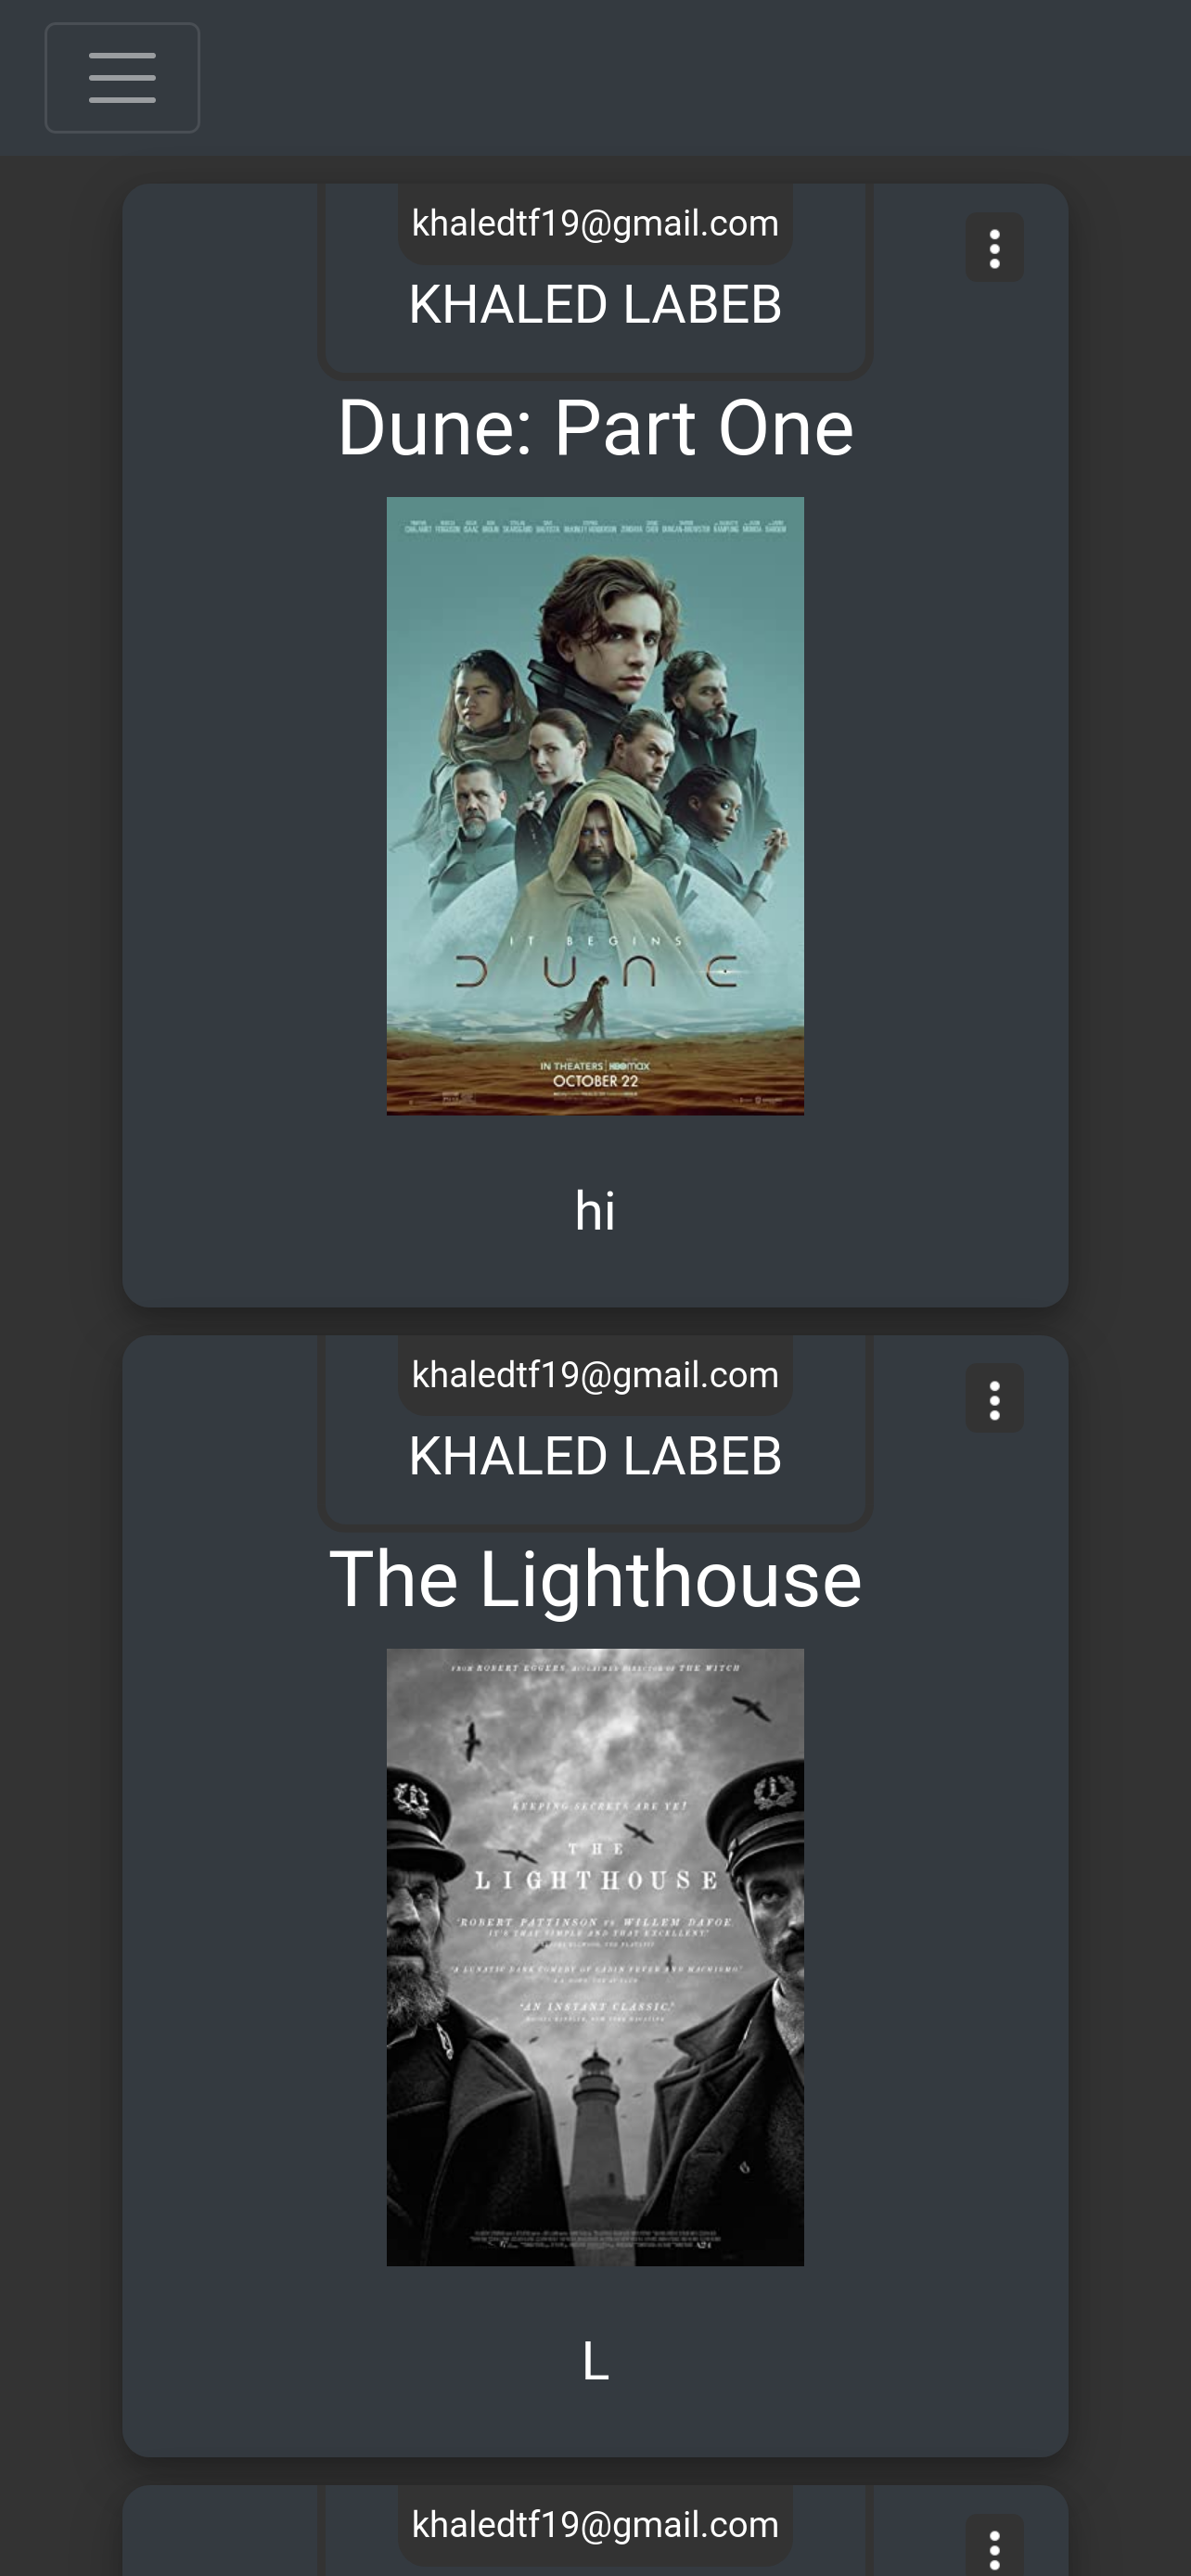 khaledtf19@gmail.com
KHALED LABEB
Dune: Part One
IT BEGINS
DUNE
IN THEATERS | HBOmax
OCTOBER 22
hi
khaledtf19@gmail.com
KHALED LABEB
The Lighthouse
FROM ROBERT EGGERS, ACCLAIMED DIRECTOR OF THE WITCH
KEEPING SECRETS ARE YE?
THE
LIGHTHOUSE
"ROBERT PATTINSON VS WILLEM DAFOE.
IT'S THAT SIMPLE AND THAT EXCELLENT."
"A LUNATIC DARK COMEDY OF CABIN FEVER AND MACHISMO."
"AN INSTANT CLASSIC."
A24
L
khaledtf19@gmail.com